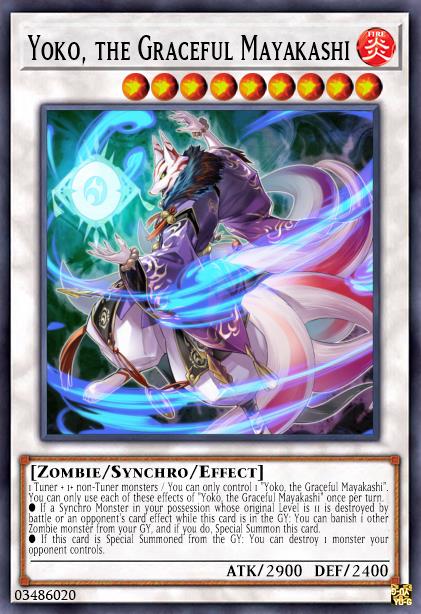 YOKO, THE GRACEFUL MAYAKASHI
FIRE
炎
[ZOMBIE/SYNCHRO/EFFECT]
1 Tuner + 1+ non-Tuner monsters / You can only control 1 "Yoko, the Graceful Mayakashi".
You can only use each of these effects of "Yoko, the Graceful Mayakashi" once per turn.
● If a Synchro Monster in your possession whose original Level is 11 is destroyed by
battle or an opponent's card effect while this card is in the GY: You can banish 1 other
Zombie monster from your GY, and if you do, Special Summon this card.
● If this card is Special Summoned from the GY: You can destroy 1 monster your
opponent controls.
ATK/2900 DEF/2400
03486020